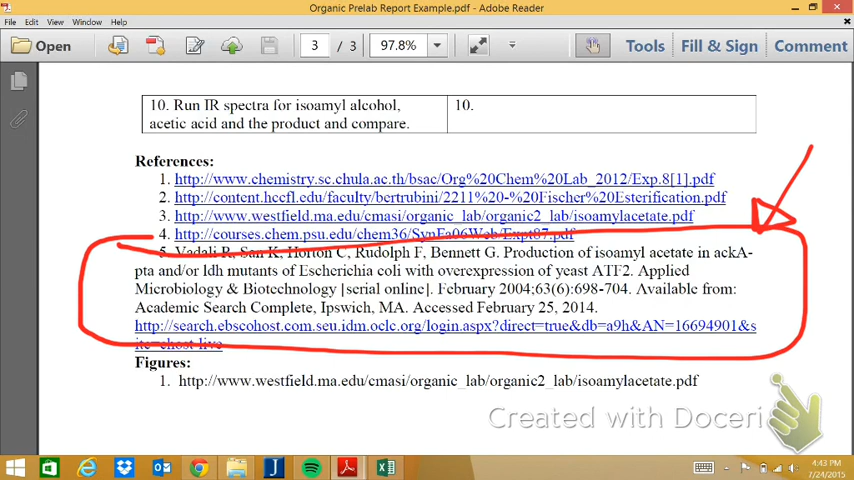 Organic Prelab Report Example.pdf - Adobe Reader
File Edit View Window Help
Open 3 / 3 97.8% Tools Fill & Sign Comment
10. Run IR spectra for isoamyl alcohol,
acetic acid and the product and compare.
10.
References:
1. http://www.chemistry.sc.chula.ac.th/bsac/Org%20Chem%20Lab_2012/Exp.8[1].pdf
2. http://content.hccfl.edu/faculty/bertrubini/2211%20-%20Fischer%20Esterification.pdf
3. http://www.westfield.ma.edu/cmasi/organic_lab/organic2_lab/isoamylacetate.pdf
4. http://courses.chem.psu.edu/chem36/SynFa06Web/Expt87.pdf
5. Vadali R, San K, Horton C, Rudolph F, Bennett G. Production of isoamyl acetate in ackA-
pta and/or ldh mutants of Escherichia coli with overexpression of yeast ATF2. Applied
Microbiology & Biotechnology [serial online]. February 2004;63(6):698-704. Available from:
Academic Search Complete, Ipswich, MA. Accessed February 25, 2014.
http://search.ebscohost.com.seu.idm.oclc.org/login.aspx?direct=true&db=a9h&AN=16694901&s
ite=ehost-live
Figures:
1. http://www.westfield.ma.edu/cmasi/organic_lab/organic2_lab/isoamylacetate.pdf
Created with Doceri
4:43 PM
7/24/2015